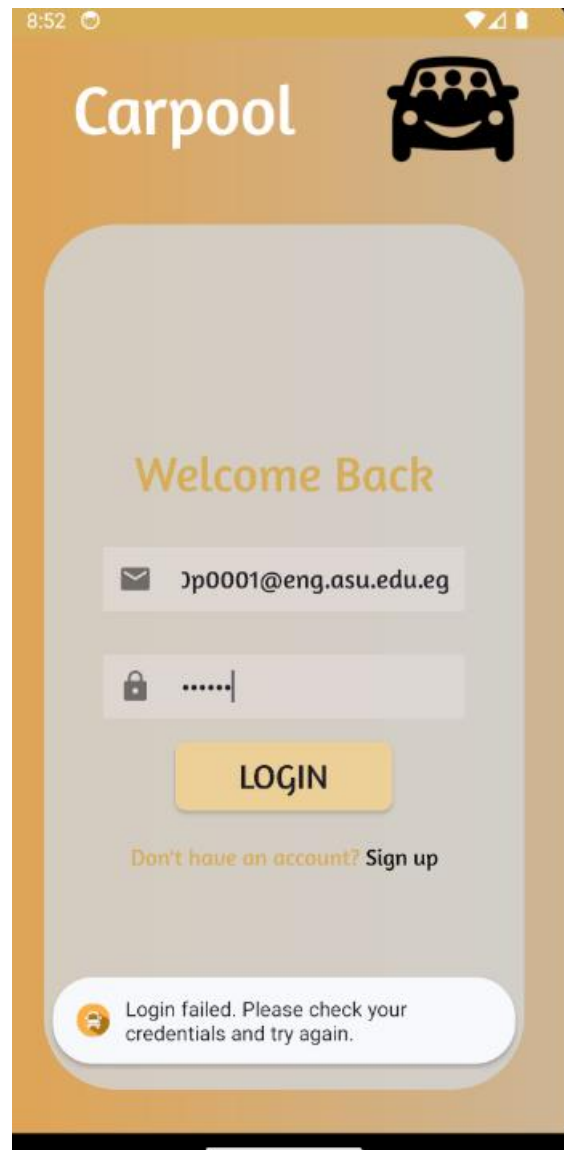 8:52
Carpool
Welcome Back
p0001@eng.asu.edu.eg
••••••
LOGIN
Don't have an account? Sign up
Login failed. Please check your
credentials and try again.